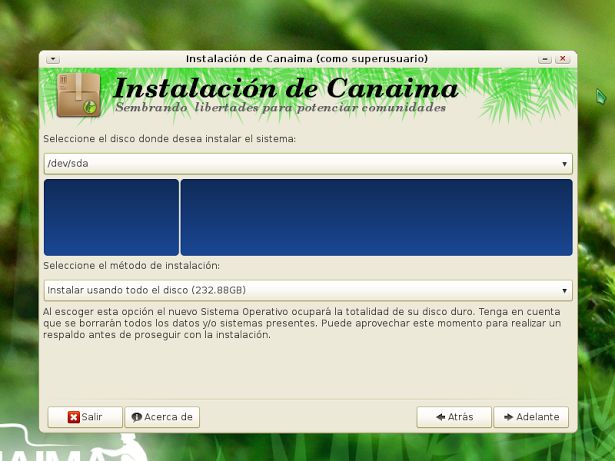 Instalación de Canaima (como superusuario)
Instalación de Canaima
Sembrando libertades para potenciar comunidades
Seleccione el disco donde desea instalar el sistema:
/dev/sda
Seleccione el método de instalación:
Instalar usando todo el disco (232.88GB)
Al escoger esta opción el nuevo Sistema Operativo ocupará la totalidad de su disco duro. Tenga en cuenta
que se borrarán todos los datos y/o sistemas presentes. Puede aprovechar este momento para realizar un
respaldo antes de proseguir con la instalación.
Salir Acerca de Atrás Adelante